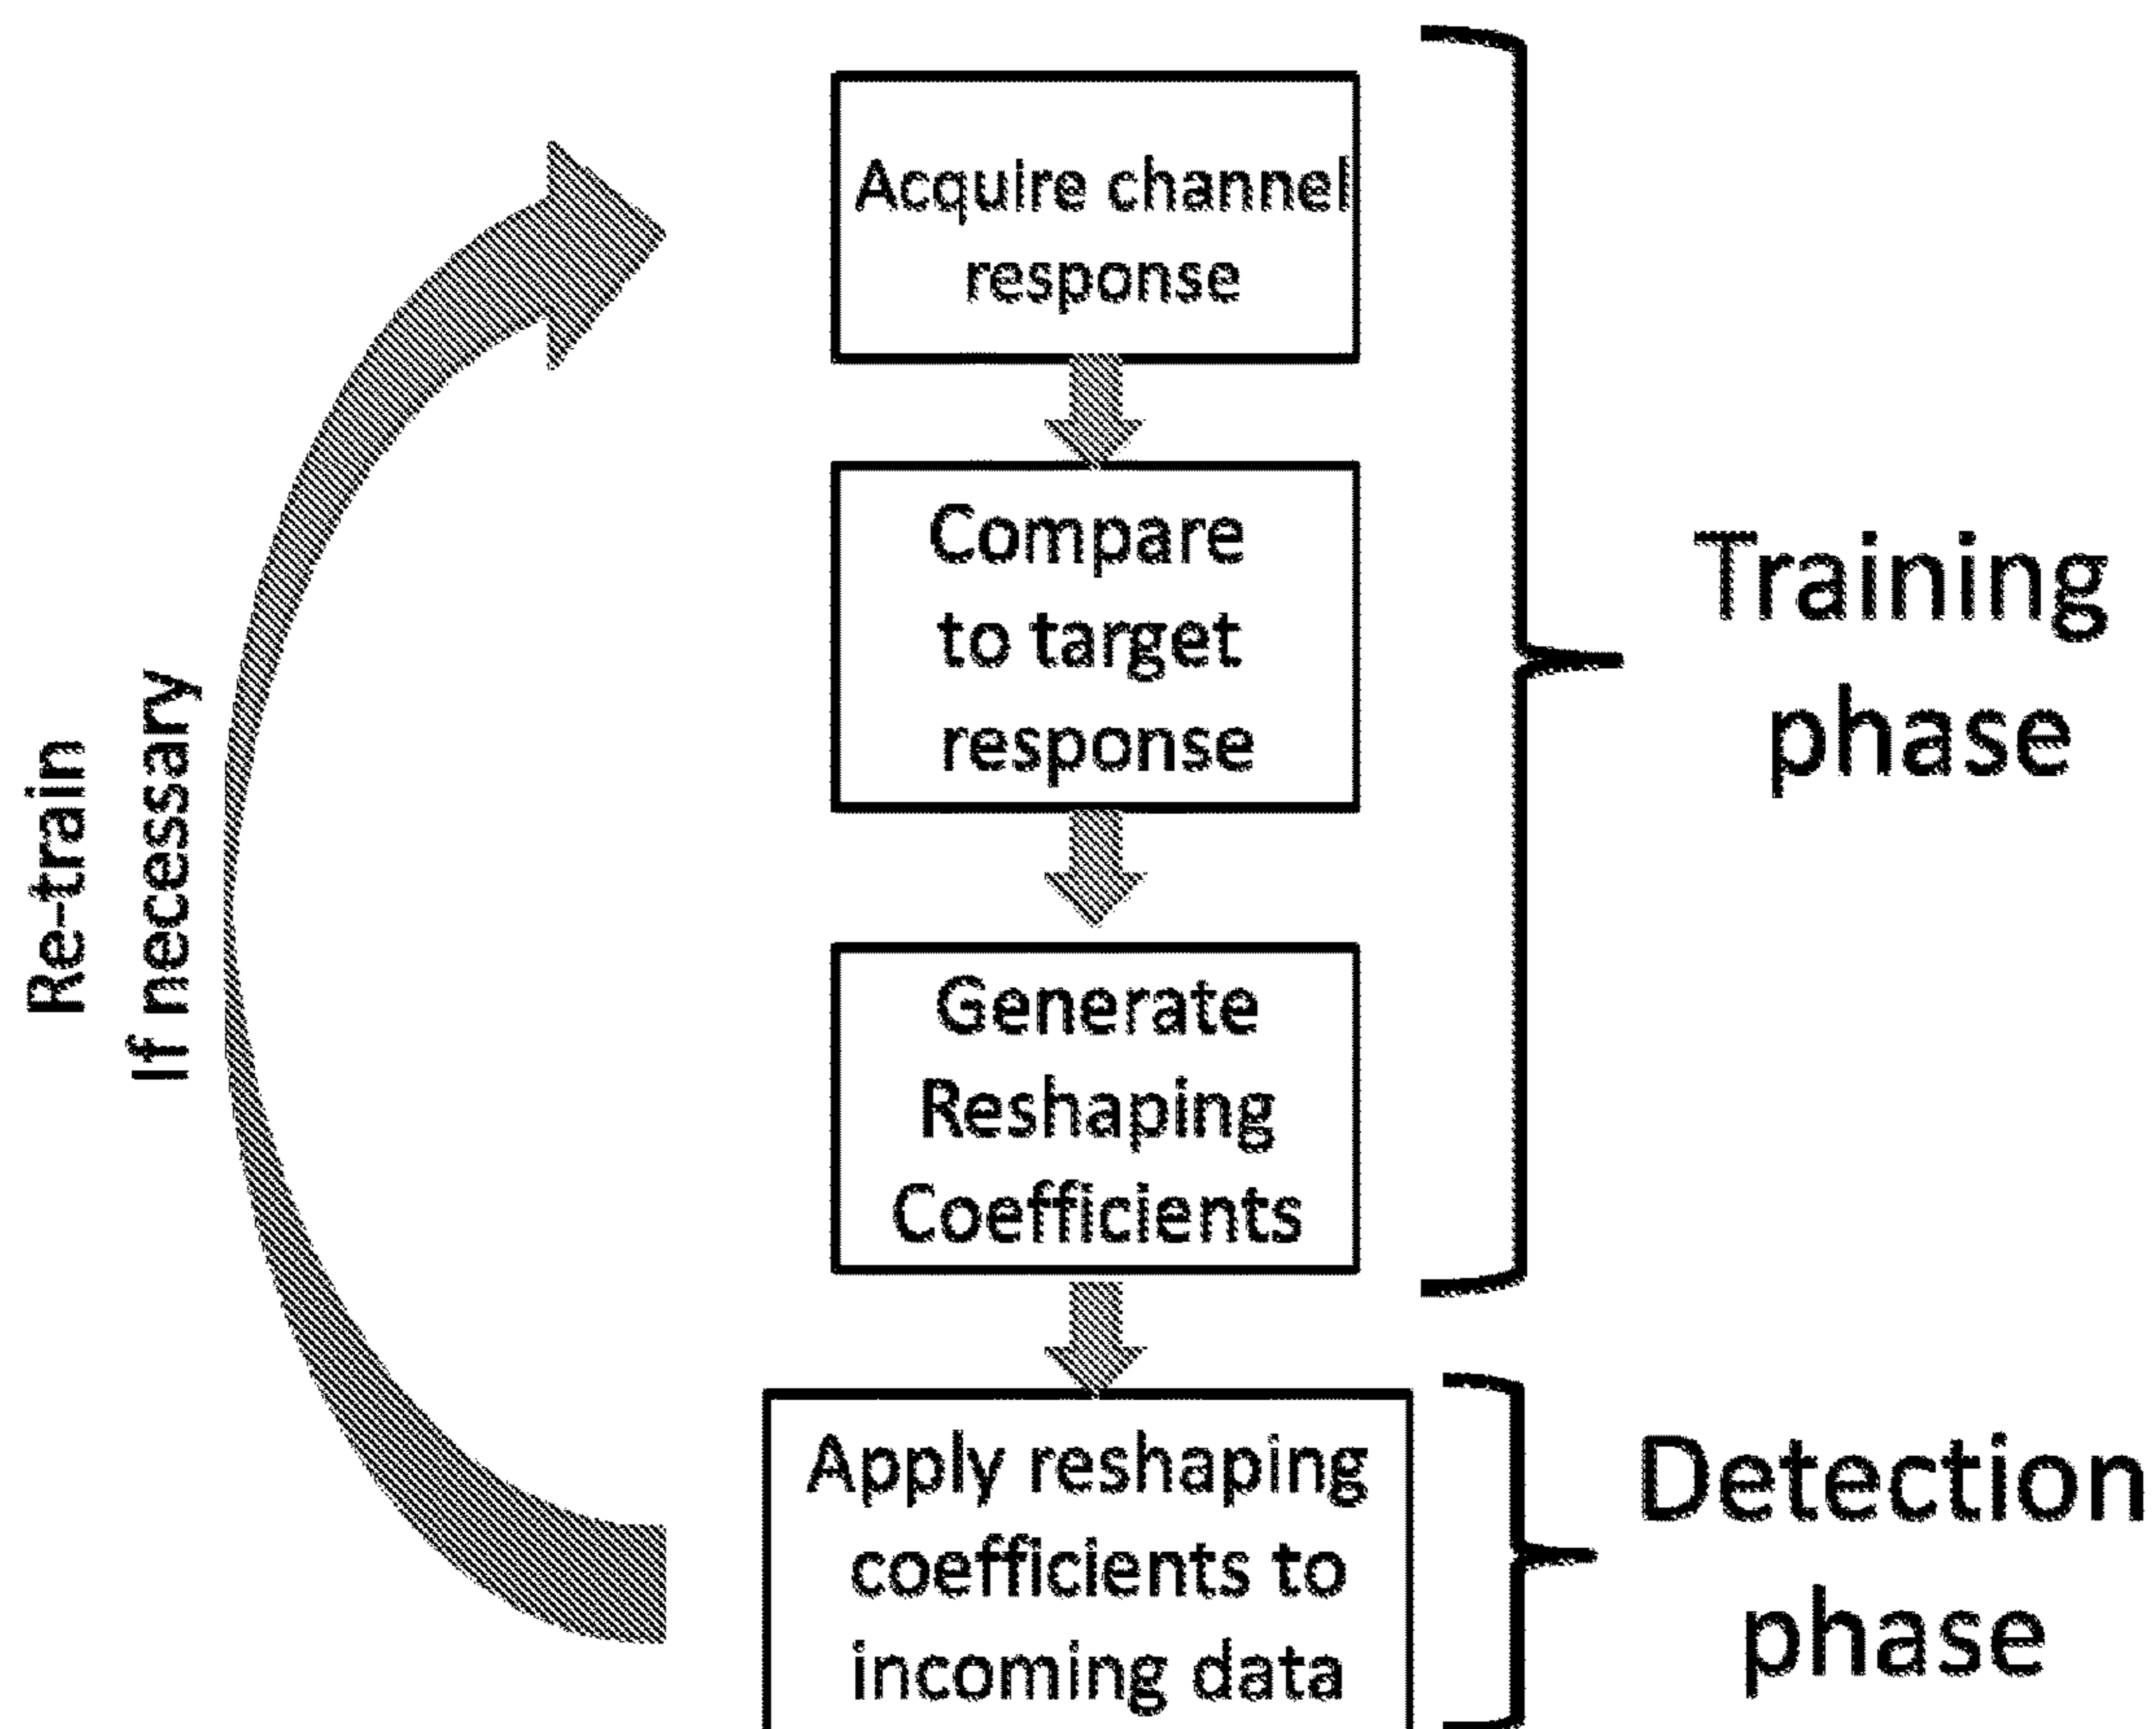 Acquire channel
response
Compare
to target
response
Generate
Reshaping
Coefficients
Apply reshaping
coefficients to
incoming data
Training
phase
Detection
phase
Re-train
If necessary